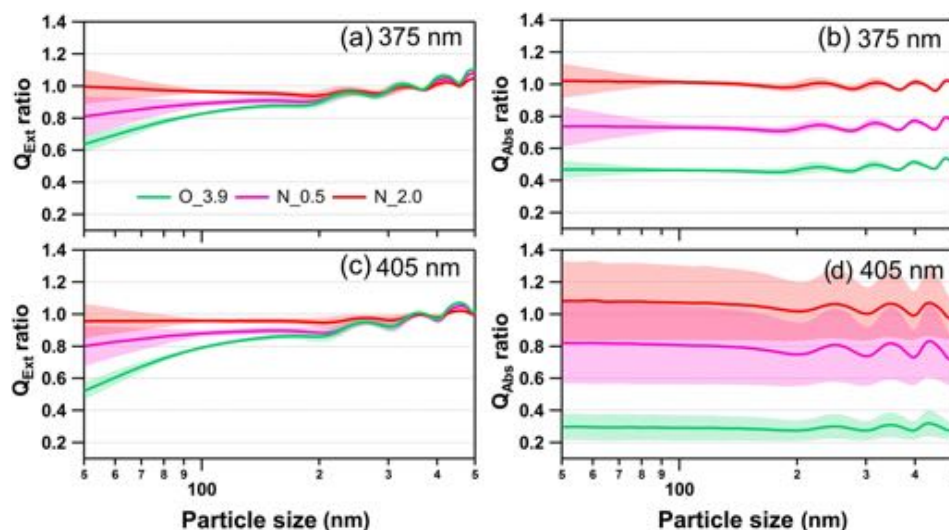 (a) 375 nm
Q_Ext ratio
1.4
1.2
1.0
0.8
0.6
0.4
0.2
O_3.9 N_0.5 N_2.0
(b) 375 nm
Q_Abs ratio
1.4
1.2
1.0
0.8
0.6
0.4
0.2
(c) 405 nm
Q_Ext ratio
1.4
1.2
1.0
0.8
0.6
0.4
0.2
5 6 7 8 9 2 3 4 5
100
Particle size (nm)
(d) 405 nm
Q_Abs ratio
1.4
1.2
1.0
0.8
0.6
0.4
0.2
5 6 7 8 9 2 3 4
100
Particle size (nm)